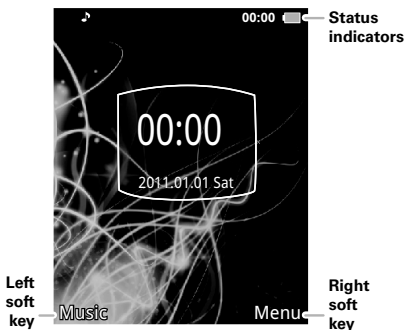 00:00
Status
indicators
00:00
2011.01.01 Sat
Left
soft
key
Music
Menu
Right
soft
key